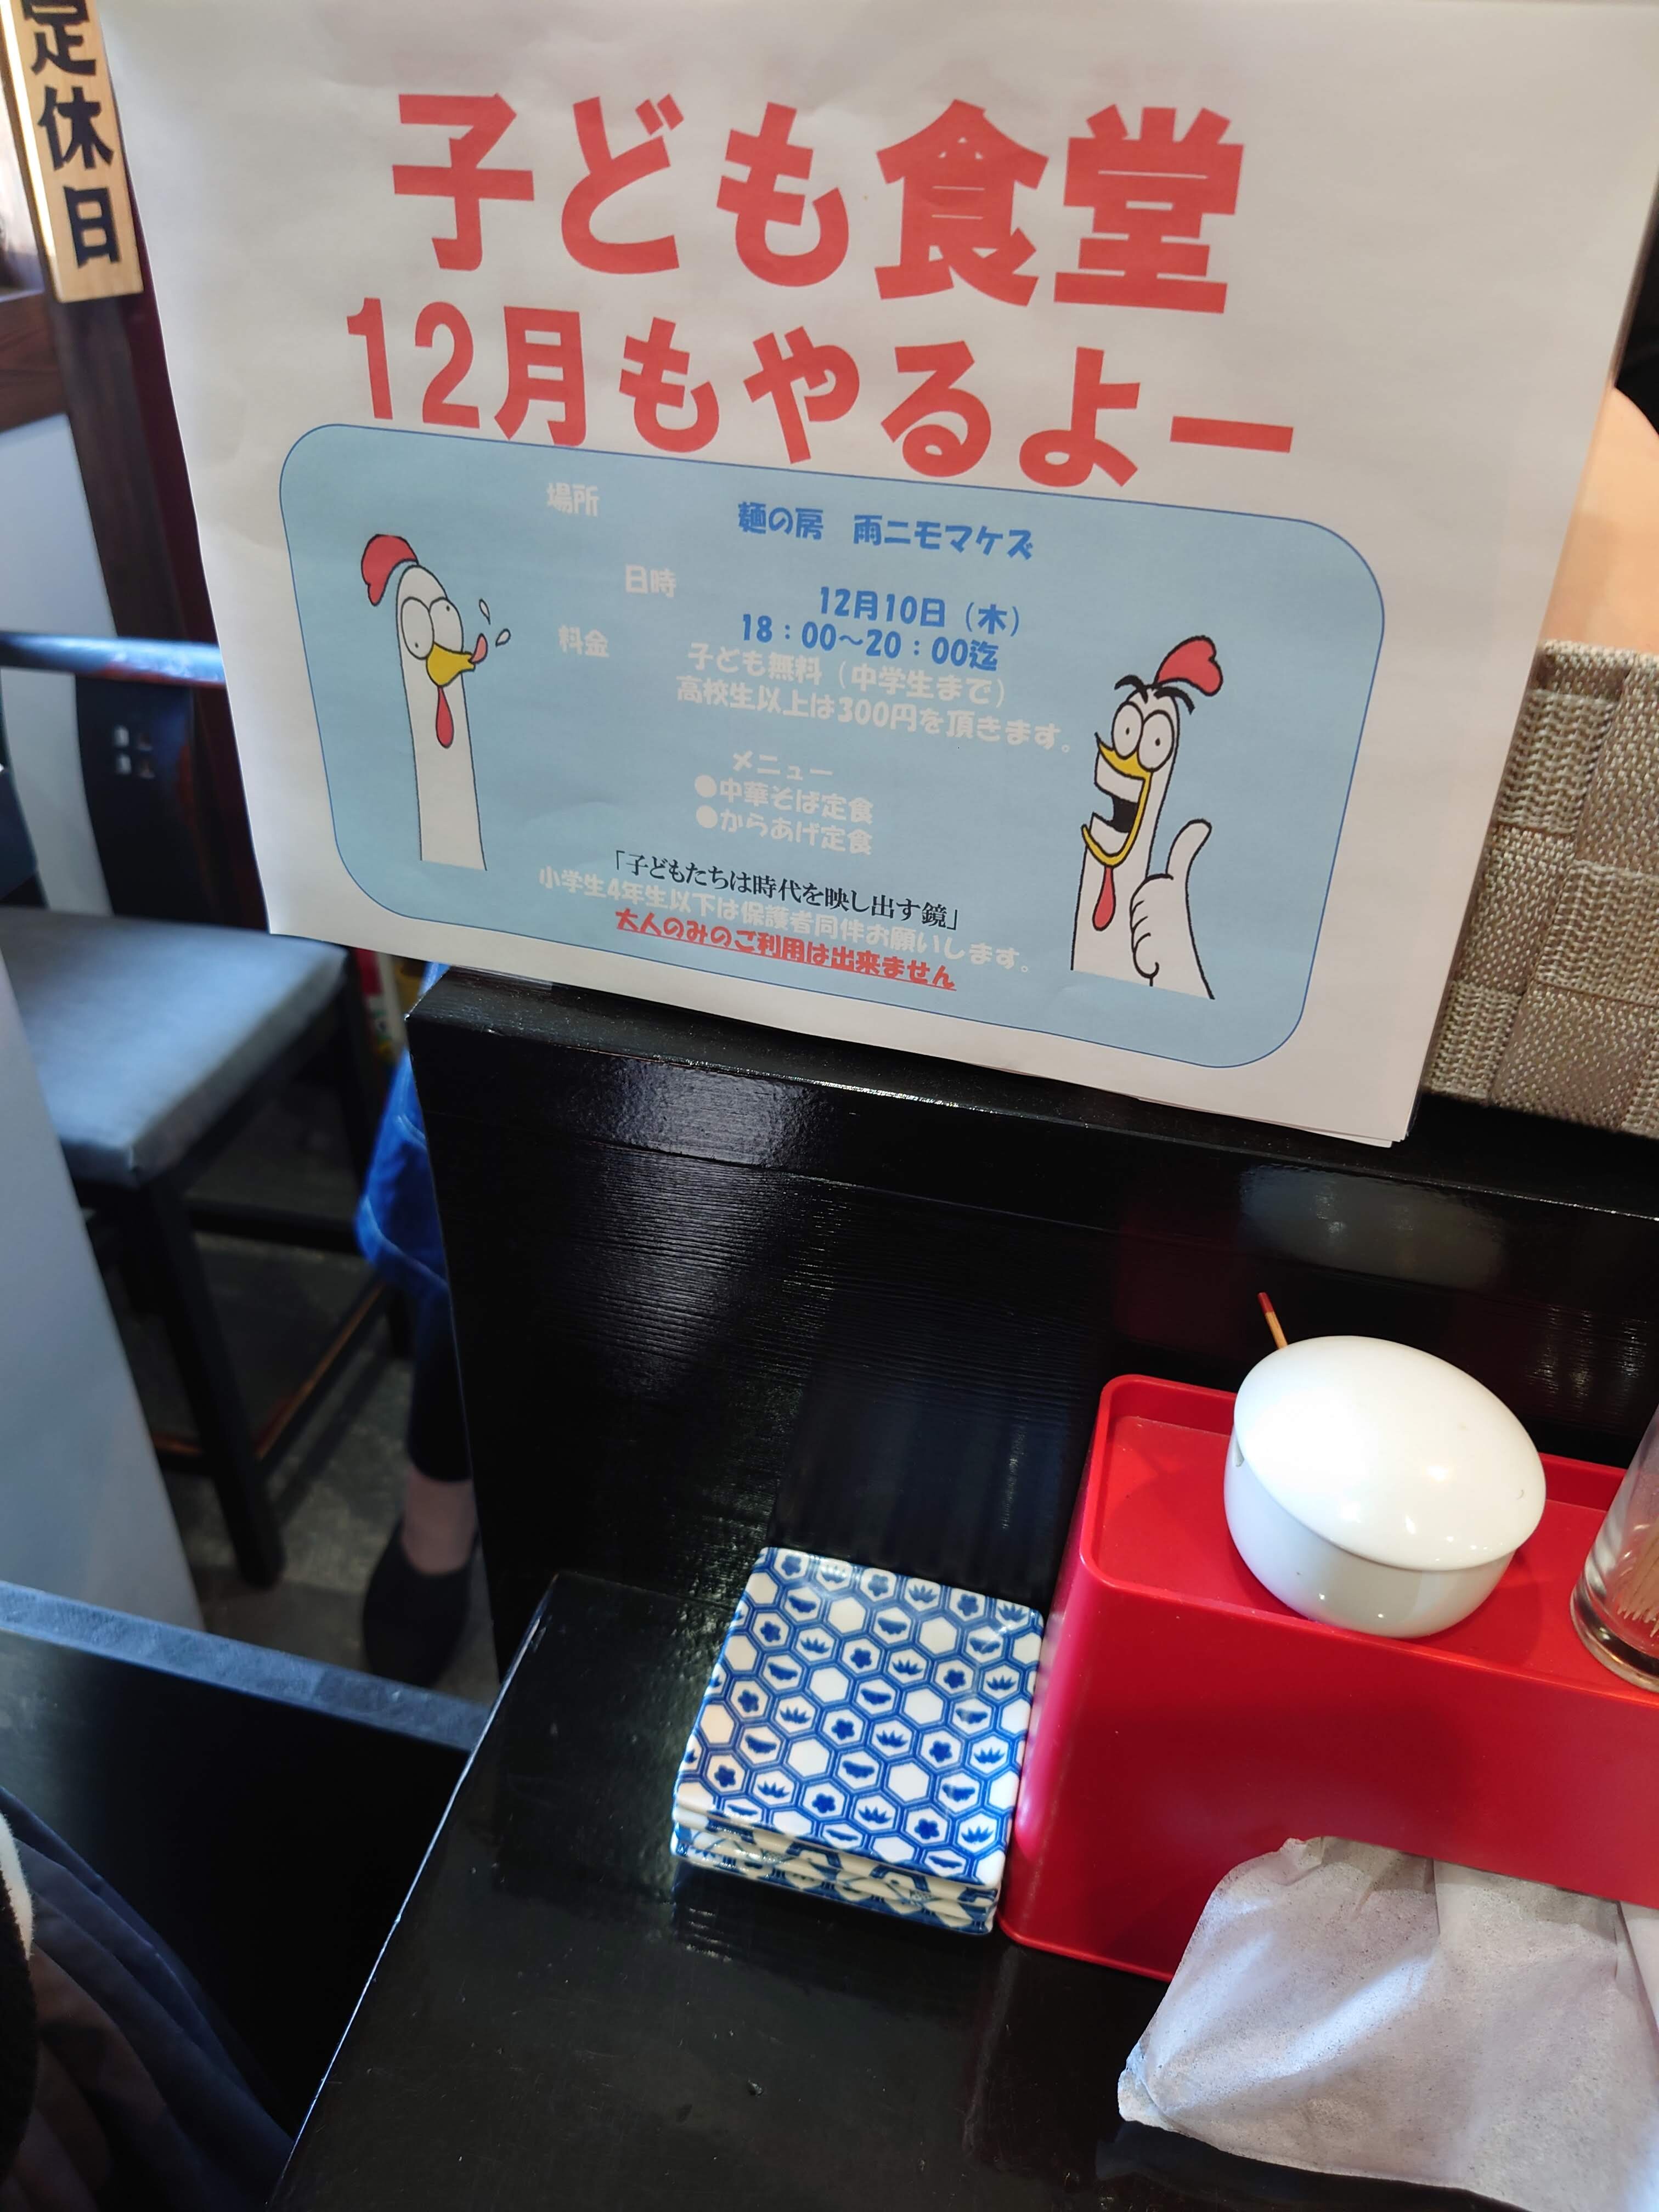 定休日
子ども食堂
12月もやるよー
場所
麺の房 雨ニモマケズ
日時
12月10日（木）
18：00～20：00迄
料金
子ども無料（中学生まで）
高校生以上は300円を頂きます。
メニュー
●中華そば定食
●からあげ定食
「子どもたちは時代を映し出す鏡」
小学生4年生以下は保護者同伴お願いします。
大人のみのご利用は出来ません